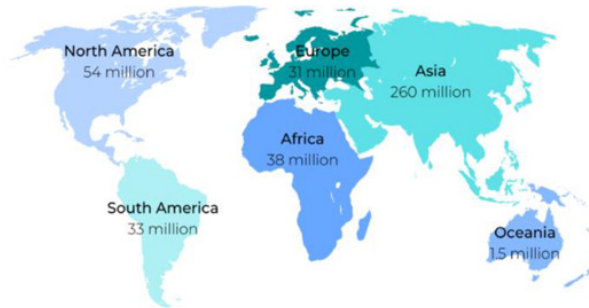 North America
54 million
Europe
31 million
Asia
260 million
Africa
38 million
South America
33 million
Oceania
1.5 million